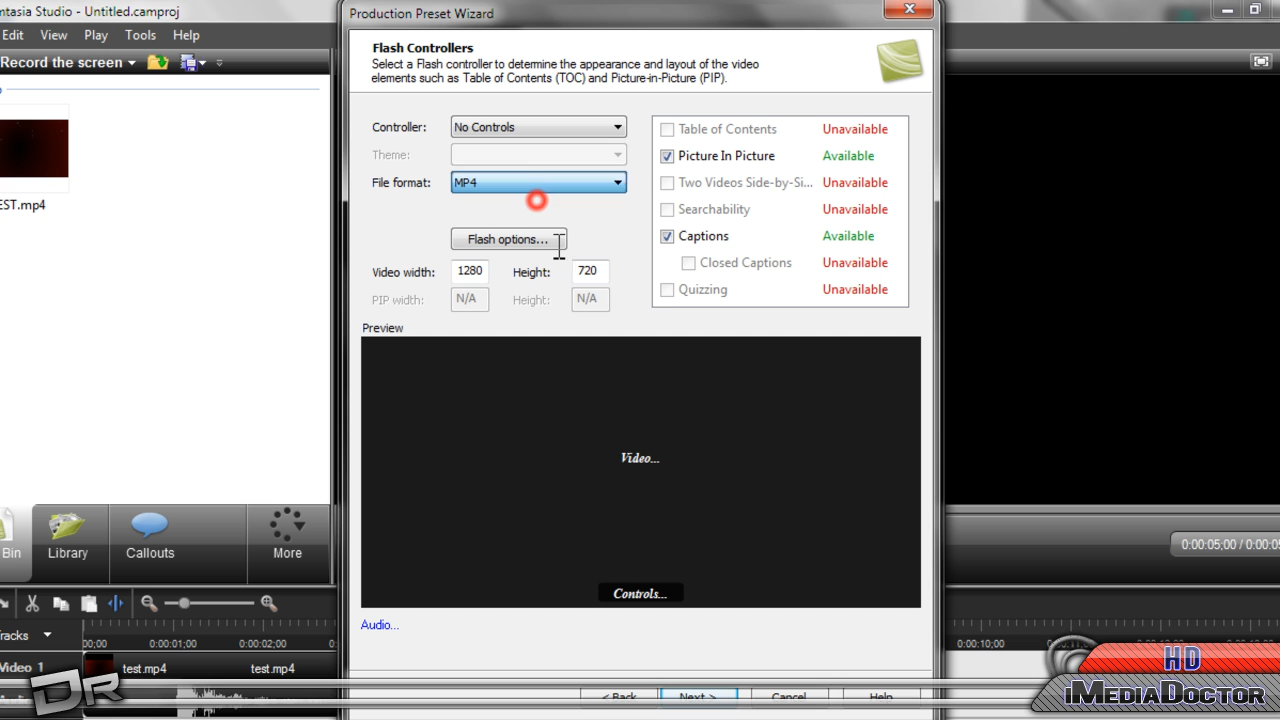 mtasia Studio - Untitled.camproj
Edit View Play Tools Help
Record the screen
EST.mp4
Bin Library Callouts More
Production Preset Wizard
Flash Controllers
Select a Flash controller to determine the appearance and layout of the video
elements such as Table of Contents (TOC) and Picture-in-Picture (PIP).
Controller: No Controls
Theme:
File format: MP4
Flash options...
Video width: 1280 Height: 720
PIP width: N/A Height: N/A
Table of Contents Unavailable
Picture In Picture Available
Two Videos Side-by-Si... Unavailable
Searchability Unavailable
Captions Available
Closed Captions Unavailable
Quizzing Unavailable
Preview
Video...
Controls...
Audio...
< Back Next > Cancel Help
0:00:05;00 / 0:00:0
racks
00;00 0:00:01;00 0:00:02;00 0:00:10;00
Video 1 test.mp4 test.mp4
DR
HD
iMEDIADOCTOR